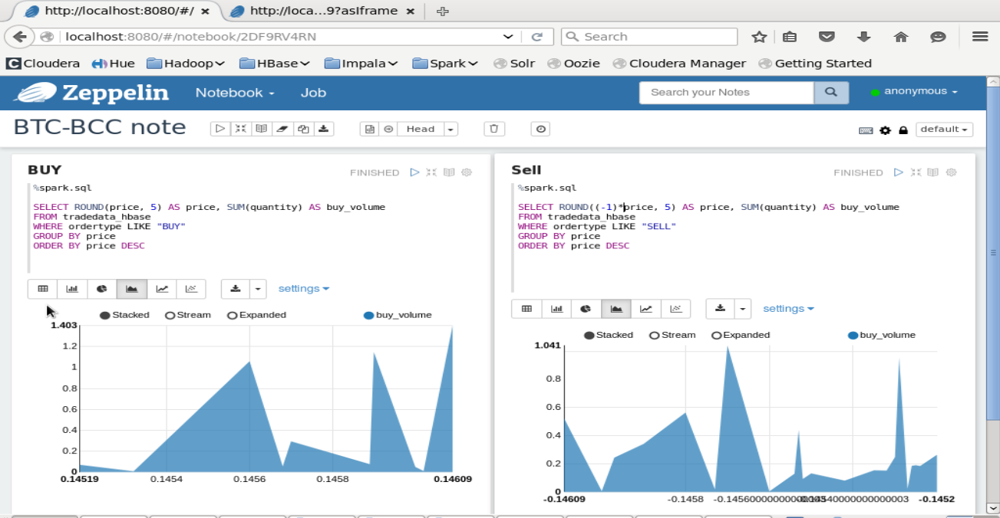 http://localhost:8080/#/ ×
http://loca...9?asIframe ×
localhost:8080/#/notebook/2DF9RV4RN
Search
Cloudera Hue Hadoop HBase Impala Spark Solr Oozie Cloudera Manager Getting Started
Zeppelin Notebook Job
Search your Notes
anonymous
BTC-BCC note
Head
default
BUY
FINISHED
%spark.sql
SELECT ROUND(price, 5) AS price, SUM(quantity) AS buy_volume
FROM tradedata_hbase
WHERE ordertype LIKE "BUY"
GROUP BY price
ORDER BY price DESC
settings
Stacked Stream Expanded buy_volume
1.403
1.2
1
0.8
0.6
0.4
0.2
0
0.14519 0.1454 0.1456 0.1458 0.14609
Sell
FINISHED
%spark.sql
SELECT ROUND((-1)*price, 5) AS price, SUM(quantity) AS buy_volume
FROM tradedata_hbase
WHERE ordertype LIKE "SELL"
GROUP BY price
ORDER BY price DESC
settings
Stacked Stream Expanded buy_volume
1.041
0.8
0.6
0.4
0.2
0
-0.14609 -0.1458 -0.1452